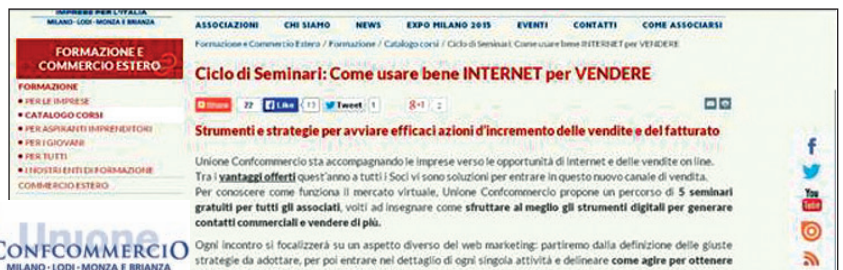 IMPRESE PER L'ITALIA
MILANO - LODI - MONZA E BRIANZA
ASSOCIAZIONI CHI SIAMO NEWS EXPO MILANO 2015 EVENTI CONTATTI COME ASSOCIARSI
Formazione e Commercio Estero / Formazione / Catalogo corsi / Ciclo di Seminari: Come usare bene INTERNET per VENDERE
FORMAZIONE E
COMMERCIO ESTERO
FORMAZIONE
• PER LE IMPRESE
• CATALOGO CORSI
• PER ASPIRANTI IMPRENDITORI
• PER I GIOVANI
• PER TUTTI
• I NOSTRI ENTI DI FORMAZIONE
COMMERCIO ESTERO
Ciclo di Seminari: Come usare bene INTERNET per VENDERE
Share 22 Like 13 Tweet 1 g+1 2
Strumenti e strategie per avviare efficaci azioni d'incremento delle vendite e del fatturato
Unione Confcommercio sta accompagnando le imprese verso le opportunità di Internet e delle vendite on line.
Tra i vantaggi offerti quest'anno a tutti i Soci vi sono soluzioni per entrare in questo nuovo canale di vendita.
Per conoscere come funziona il mercato virtuale, Unione Confcommercio propone un percorso di 5 seminari
gratuiti per tutti gli associati, volti ad insegnare come sfruttare al meglio gli strumenti digitali per generare
contatti commerciali e vendere di più.
Ogni incontro si focalizzerà su un aspetto diverso del web marketing: partiremo dalla definizione delle giuste
strategie da adottare, per poi entrare nel dettaglio di ogni singola attività e delineare come agire per ottenere
You
Tube
Unione
CONFCOMMERCIO
MILANO - LODI - MONZA E BRIANZA